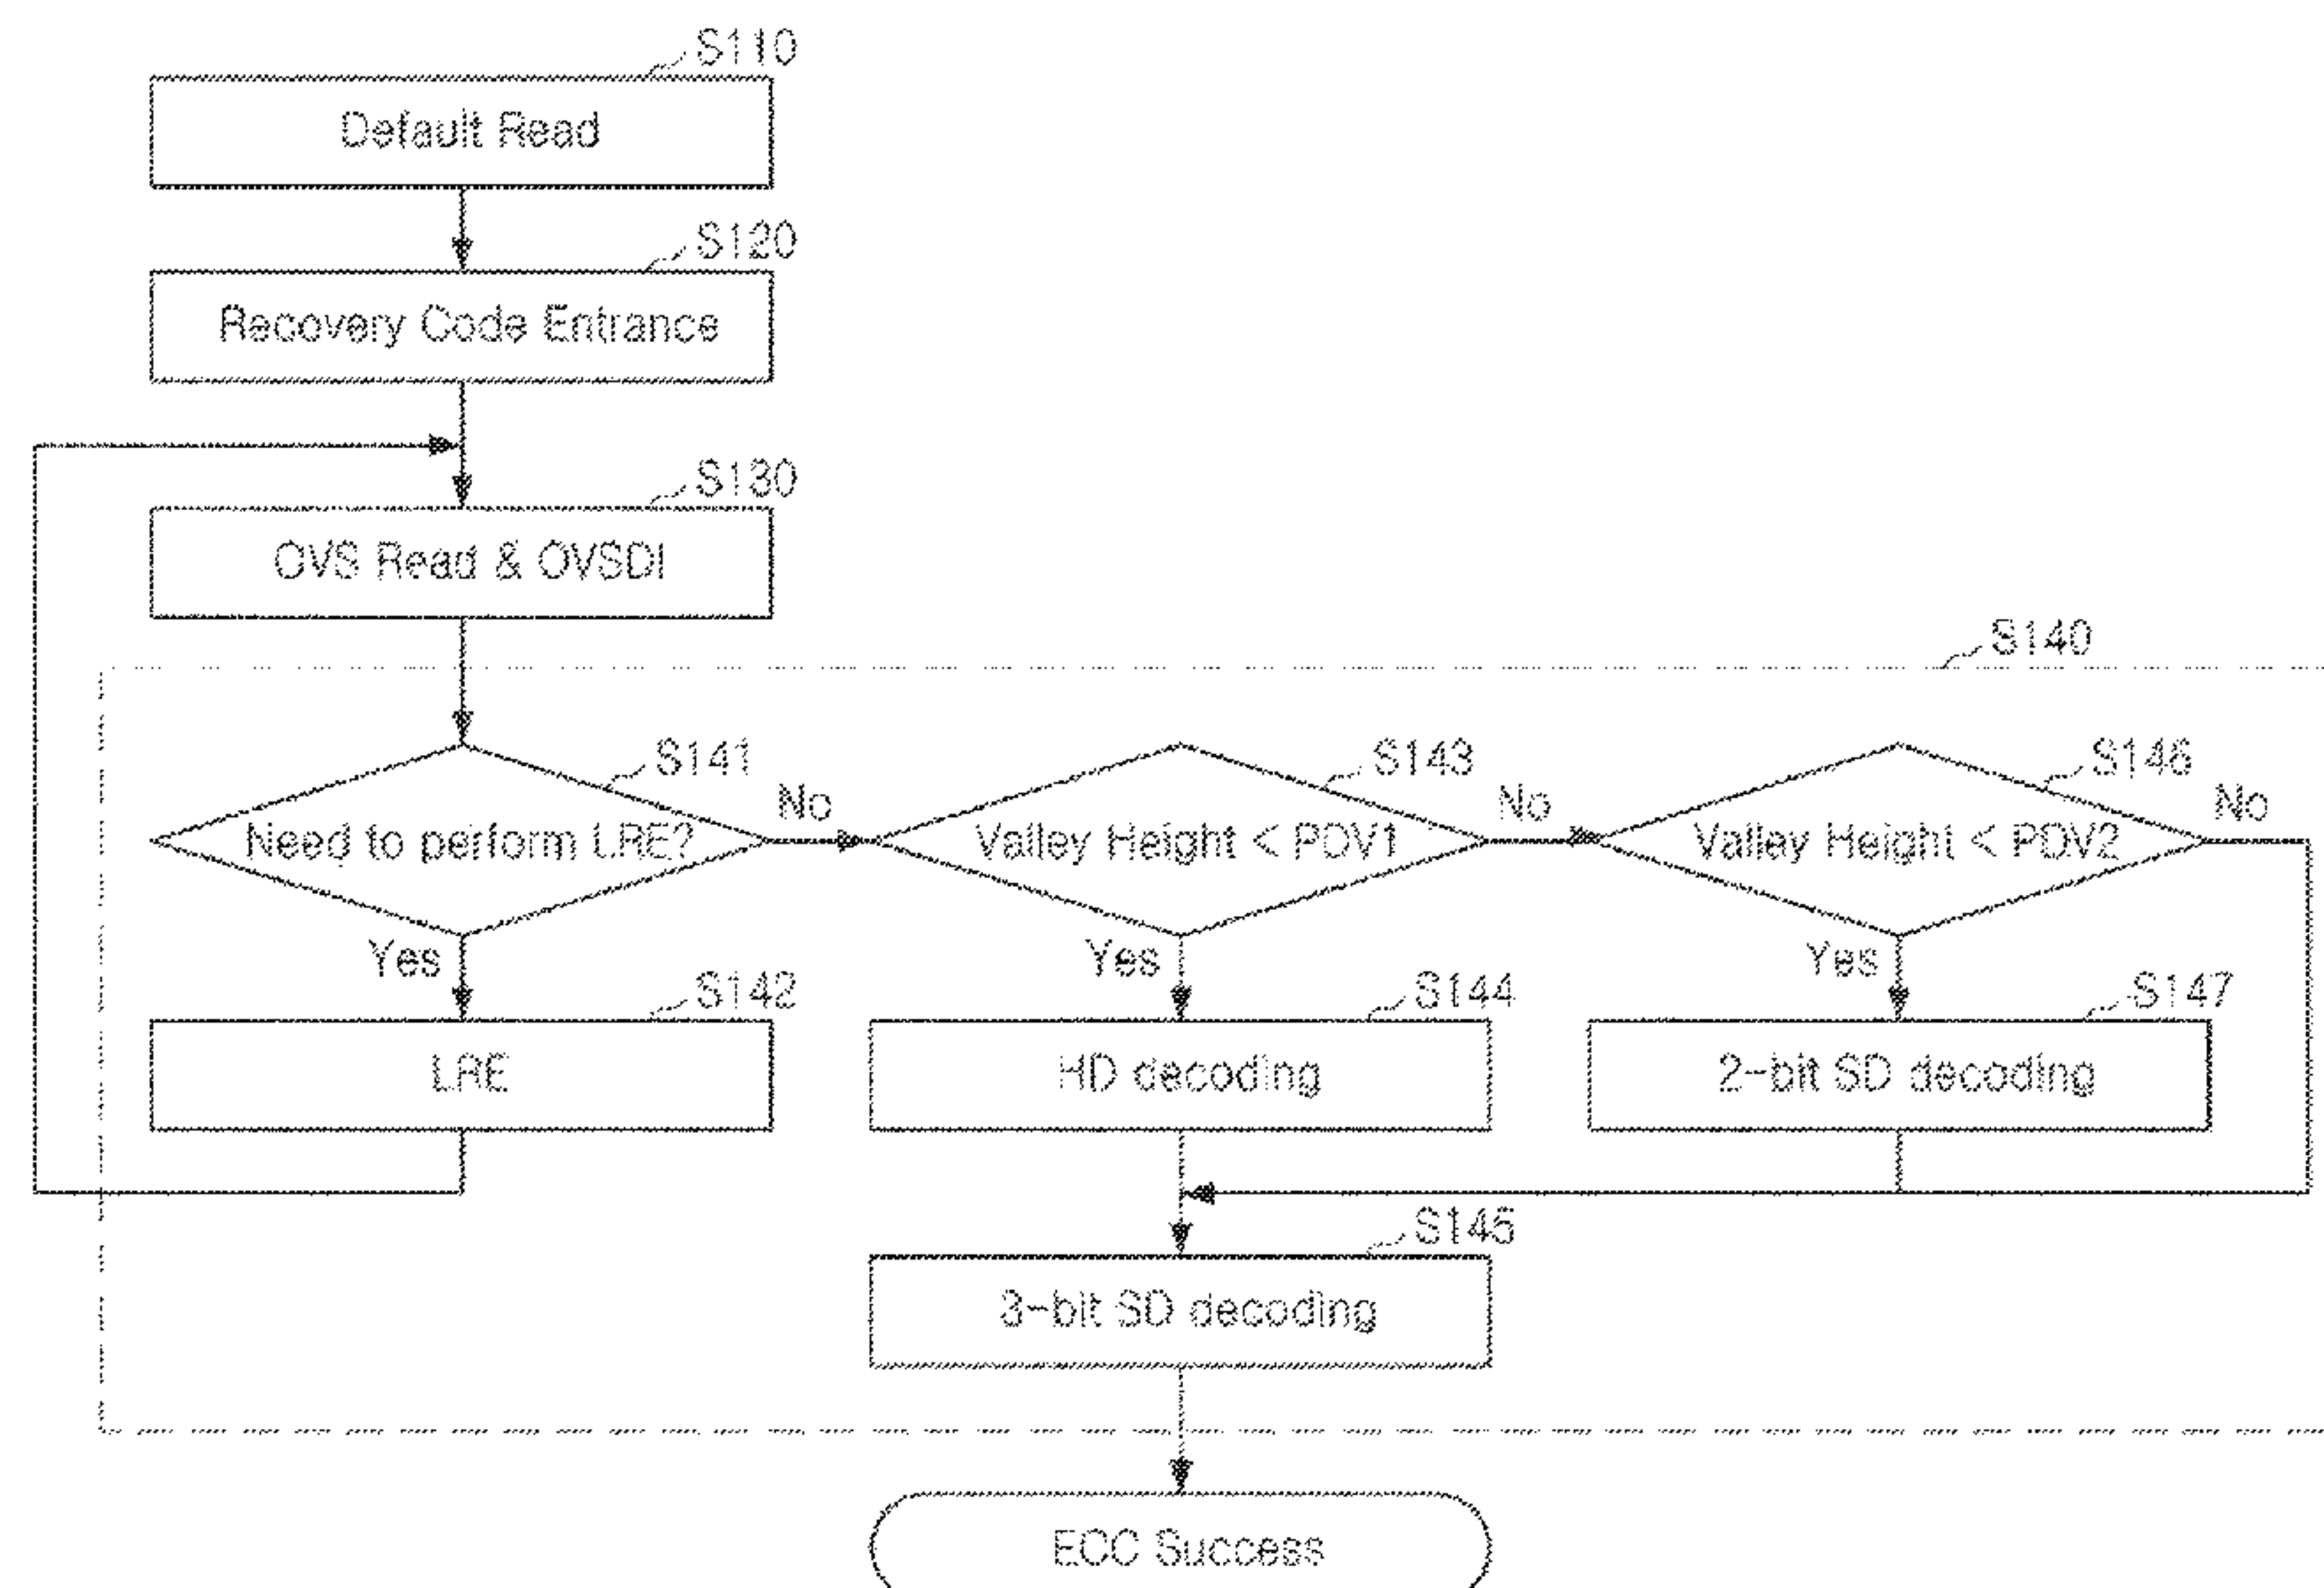 S110
Default Read
S120
Recovery Code Entrance
S130
OVS Read & OVSDI
S140
S141
Need to perform LRE?
No
S143
Valley Height < PDV1
No
S146
Valley Height < PDV2
No
Yes
Yes
Yes
S142
LRE
S144
HD decoding
S147
2-bit SD decoding
S145
3-bit SD decoding
ECC Success